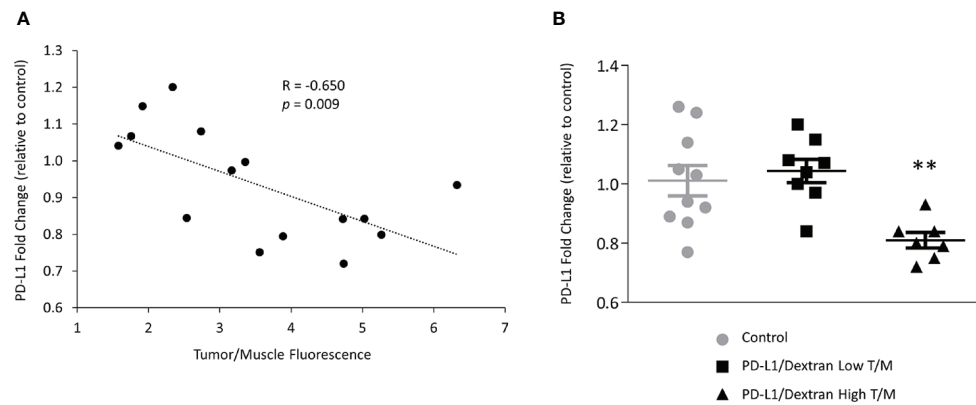 A
PD-L1 Fold Change (relative to control)
1.3
1.2
1.1
1.0
0.9
0.8
0.7
0.6
R = -0.650
p = 0.009
1 2 3 4 5 6 7
Tumor/Muscle Fluorescence
B
PD-L1 Fold Change (relative to control)
1.4
1.2
1.0
0.8
0.6
**
Control
PD-L1/Dextran Low T/M
PD-L1/Dextran High T/M